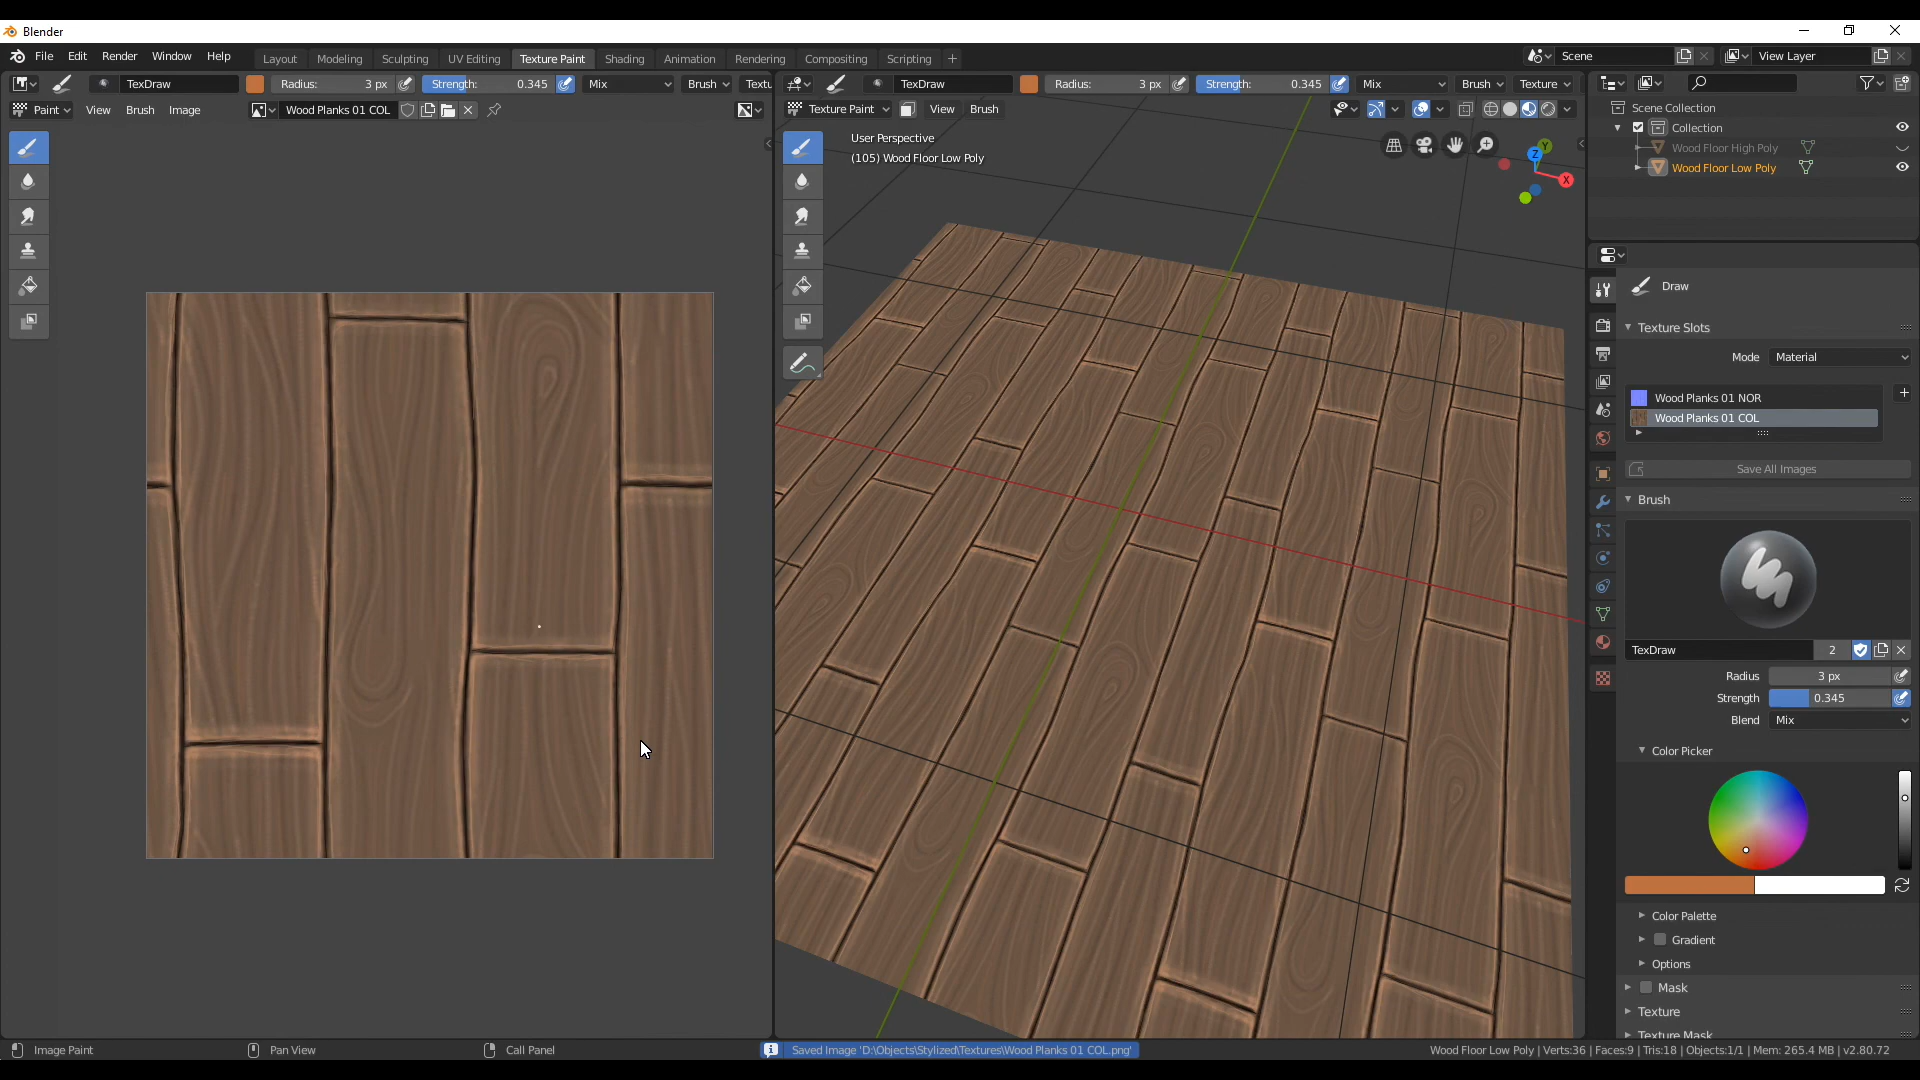 Blender
File Edit Render Window Help Layout Modeling Sculpting UV Editing Texture Paint Shading Animation Rendering Compositing Scripting + Scene View Layer
TexDraw Radius: 3 px Strength: 0.345 Mix Brush Textu TexDraw Radius: 3 px Strength: 0.345 Mix Brush Texture
Paint View Brush Image Wood Planks 01 COL Texture Paint View Brush
User Perspective
(105) Wood Floor Low Poly
Z Y X
Scene Collection
Collection
Wood Floor High Poly
Wood Floor Low Poly
Draw
Texture Slots
Mode Material
Wood Planks 01 NOR
Wood Planks 01 COL
Save All Images
Brush
TexDraw 2
Radius 3 px
Strength 0.345
Blend Mix
Color Picker
Color Palette
Gradient
Options
Mask
Texture
Texture Mask
Image Paint Pan View Call Panel Saved Image 'D:\Objects\Stylized\Textures\Wood Planks 01 COL.png' Wood Floor Low Poly | Verts:36 | Faces:9 | Tris:18 | Objects:1/1 | Mem: 265.4 MB | v2.80.72